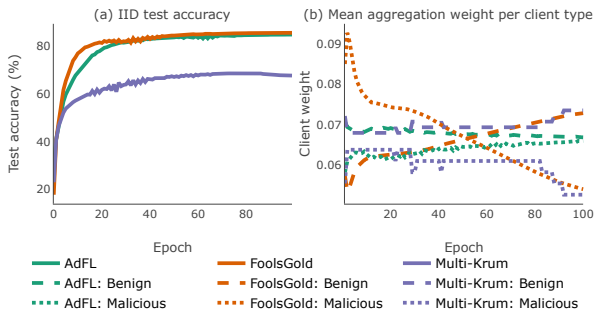 (a) IID test accuracy
(b) Mean aggregation weight per client type
Test accuracy (%)
80
60
40
20
0
20
40
60
80
Epoch
Client weight
0.09
0.08
0.07
0.06
20
40
60
80
100
Epoch
AdFL
FoolsGold
Multi-Krum
AdFL: Benign
FoolsGold: Benign
Multi-Krum: Benign
AdFL: Malicious
FoolsGold: Malicious
Multi-Krum: Malicious